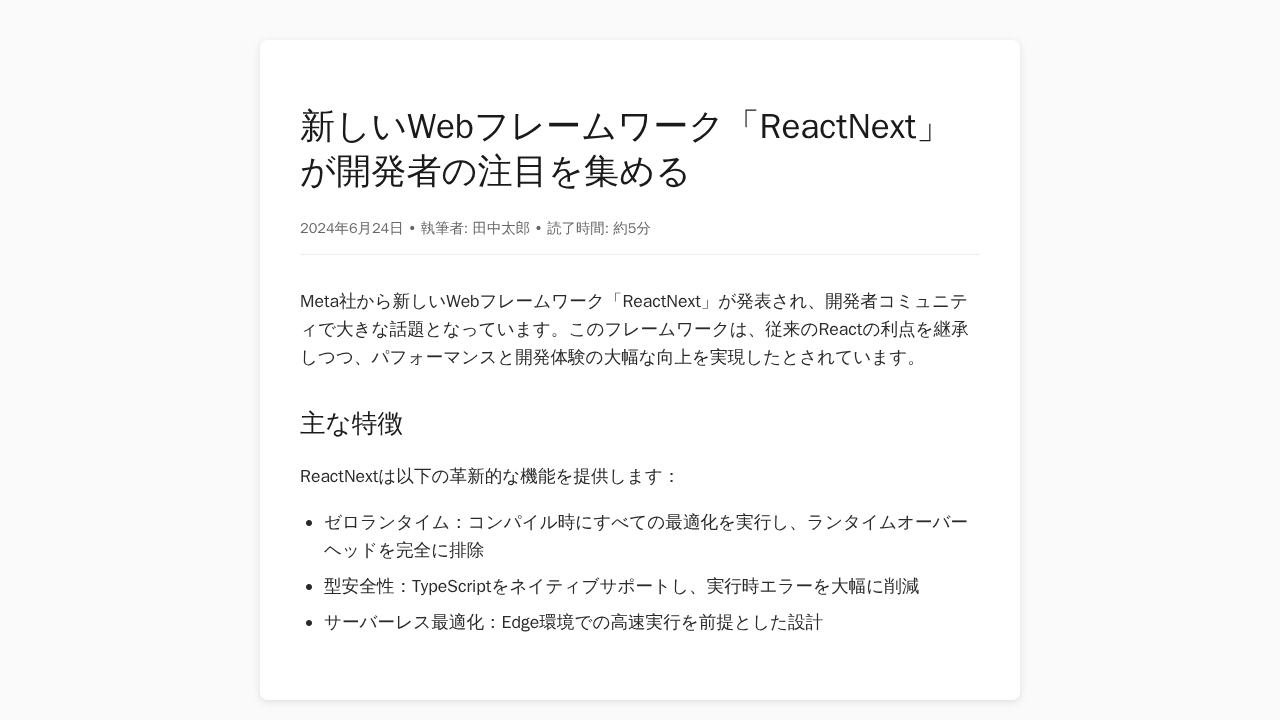 新しいWebフレームワーク「ReactNext」
が開発者の注目を集める
2024年6月24日 • 執筆者: 田中太郎 • 読了時間: 約5分
Meta社から新しいWebフレームワーク「ReactNext」が発表され、開発者コミュニテ
ィで大きな話題となっています。このフレームワークは、従来のReactの利点を継承
しつつ、パフォーマンスと開発体験の大幅な向上を実現したとされています。
主な特徴
ReactNextは以下の革新的な機能を提供します：
• ゼロランタイム：コンパイル時にすべての最適化を実行し、ランタイムオーバー
ヘッドを完全に排除
• 型安全性：TypeScriptをネイティブサポートし、実行時エラーを大幅に削減
• サーバーレス最適化：Edge環境での高速実行を前提とした設計